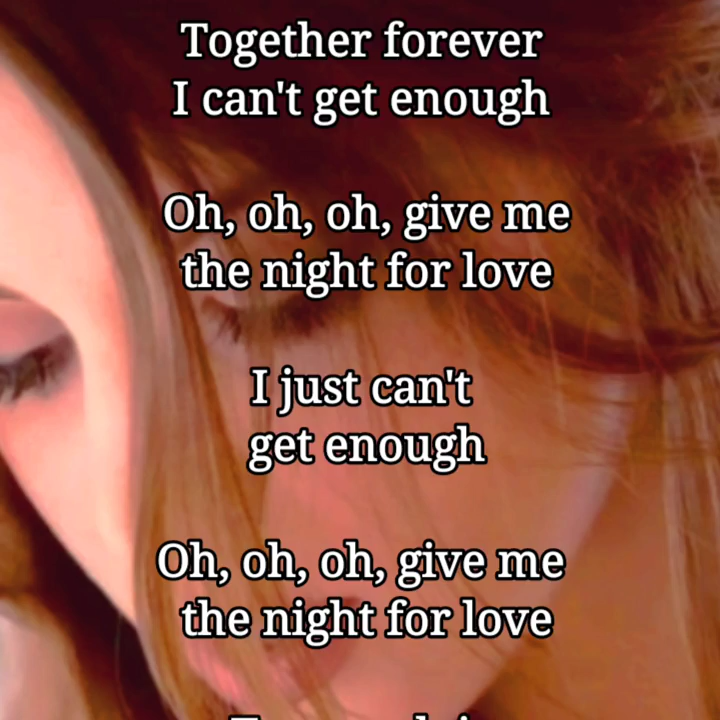 Together forever
I can't get enough
Oh, oh, oh, give me
the night for love
I just can't
get enough
Oh, oh, oh, give me
the night for love